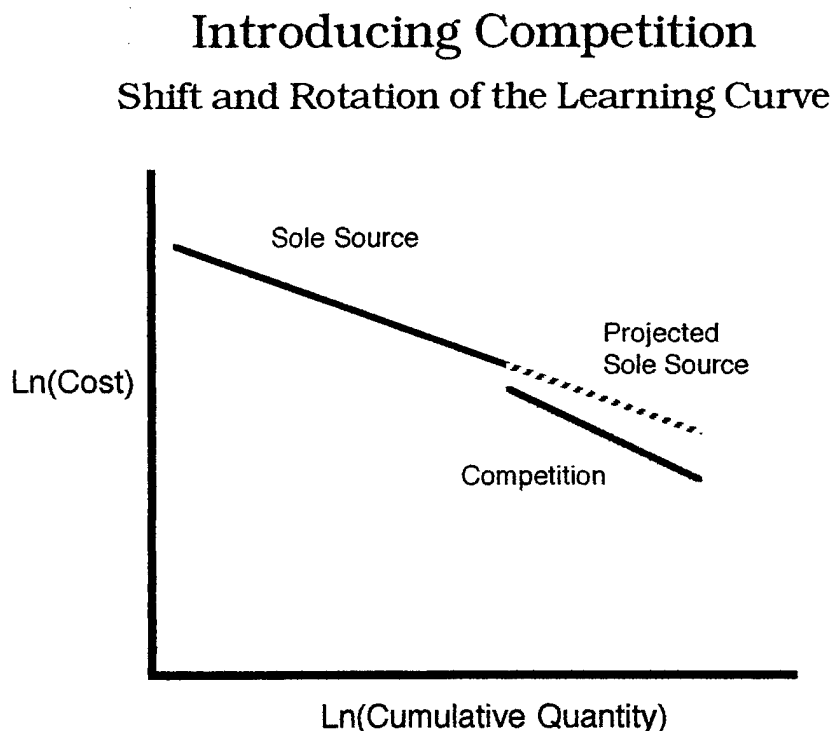 Introducing Competition
Shift and Rotation of the Learning Curve
Sole Source
Projected
Sole Source
Ln(Cost)
Competition
Ln(Cumulative Quantity)